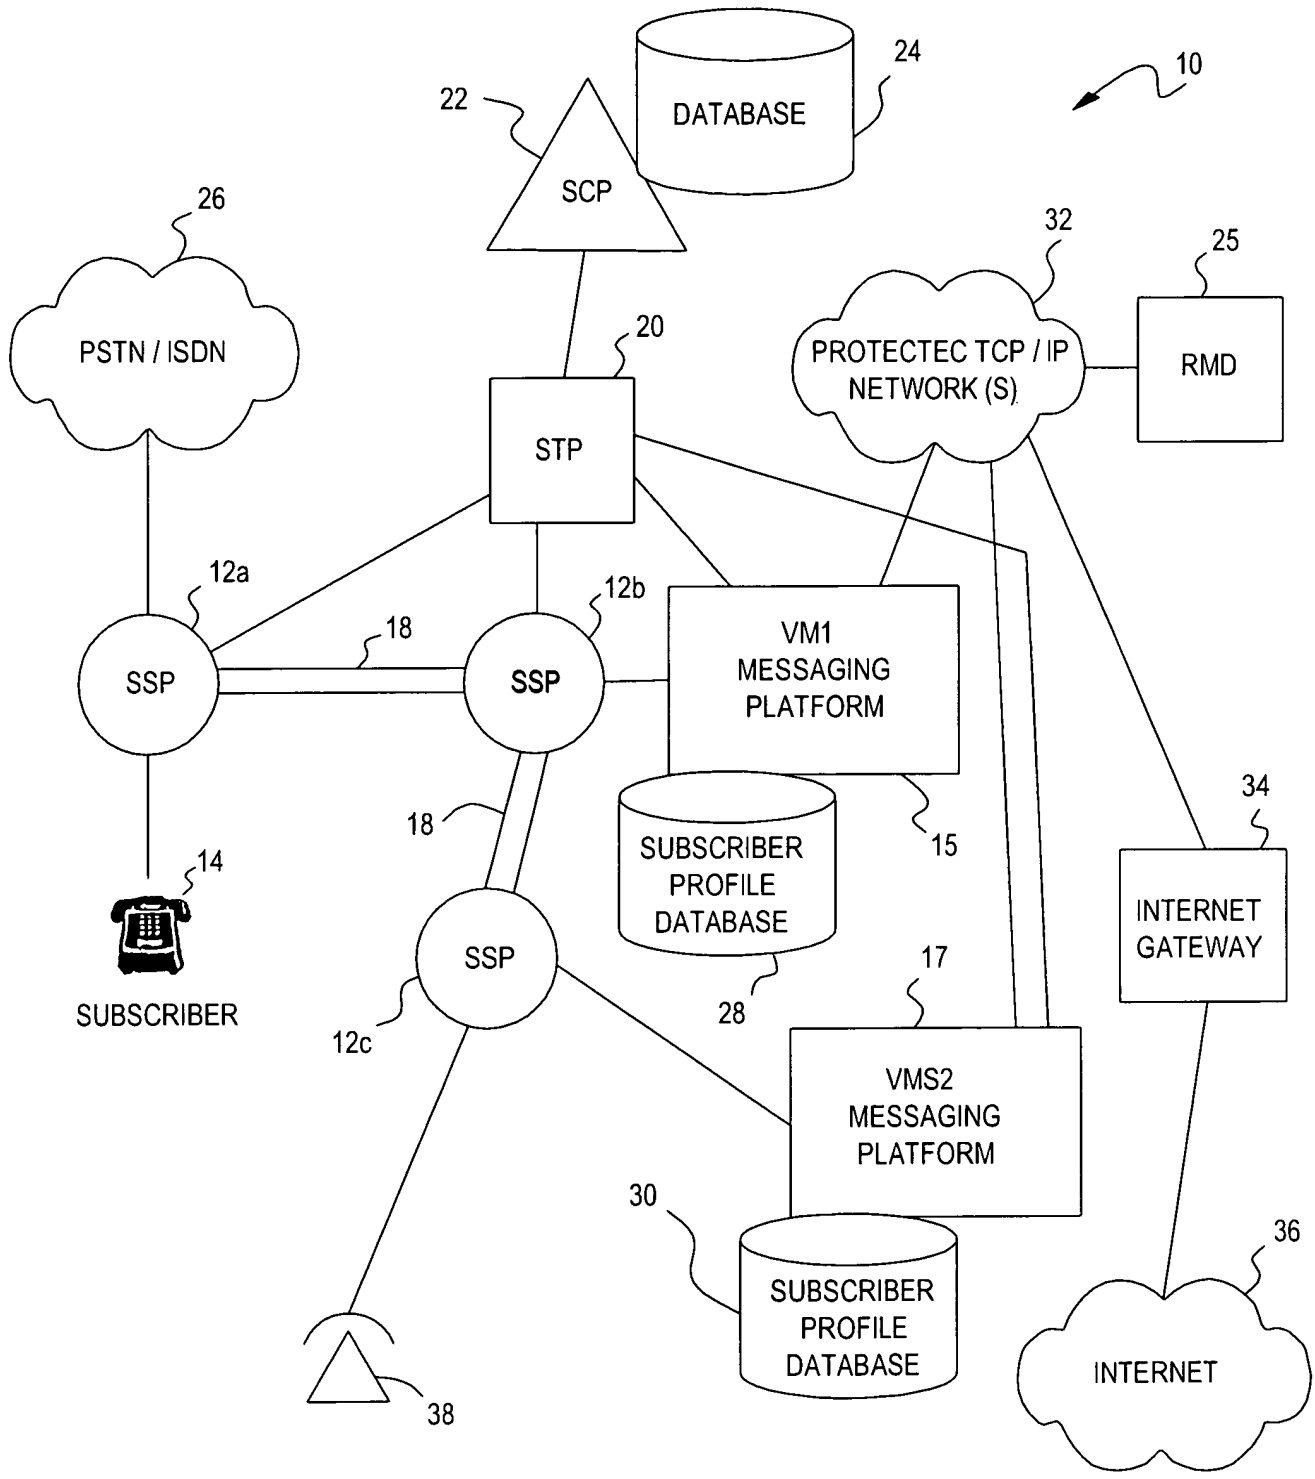 DATABASE
24
10
22
SCP
26
32
25
PSTN / ISDN
20
PROTECTEC TCP / IP
NETWORK (S)
RMD
STP
12a
12b
18
SSP
SSP
VM1
MESSAGING
PLATFORM
18
15
34
14
SUBSCRIBER
PROFILE
DATABASE
INTERNET
GATEWAY
SSP
17
SUBSCRIBER
28
12c
VMS2
MESSAGING
PLATFORM
30
36
SUBSCRIBER
PROFILE
DATABASE
INTERNET
38